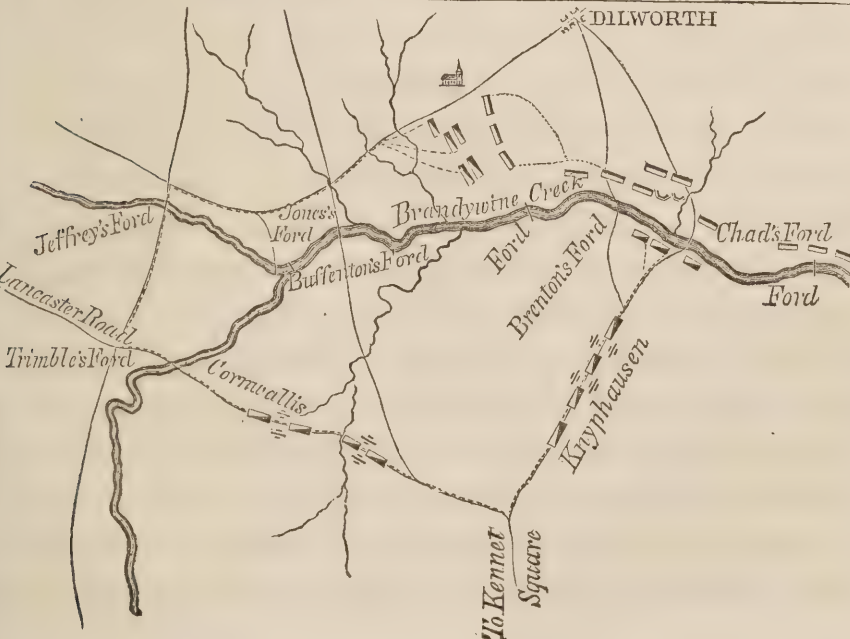 DILWORTH
Jeffrey's Ford
Jones's
Ford
Brandywine Creek
Buffenton's Ford
Ford
Brenton's Ford
Chad's Ford
Ford
Lancaster Road
Trimble's Ford
Cornwallis
Knyphausen
To. Kennet
Square